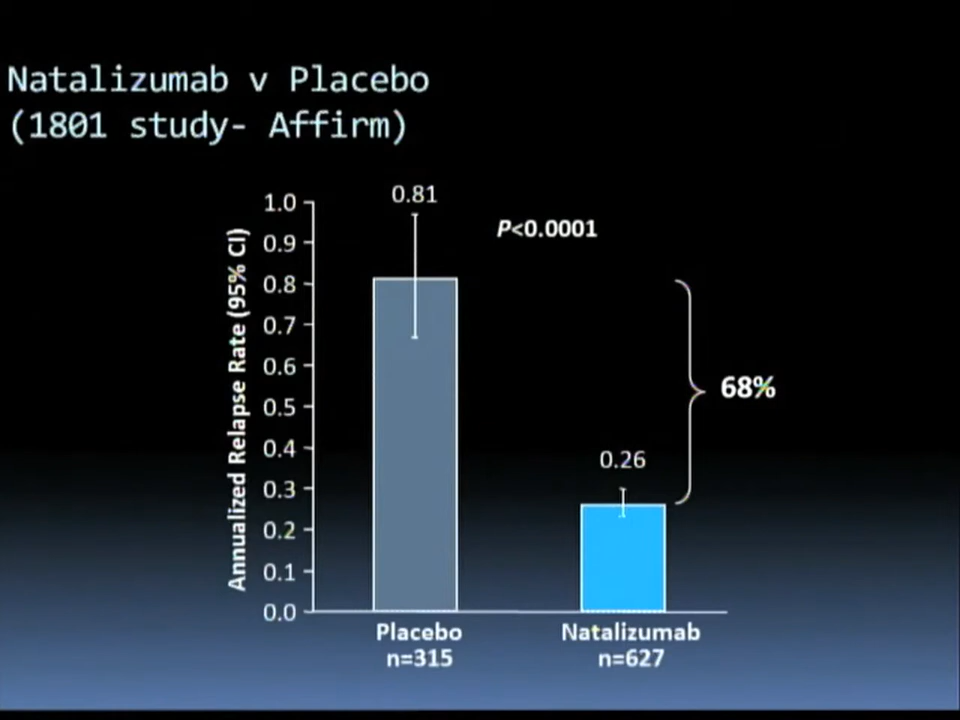 Natalizumab v Placebo
(1801 study- Affirm)
Annualized Relapse Rate (95% CI)
1.0
0.9
0.8
0.7
0.6
0.5
0.4
0.3
0.2
0.1
0.0
0.81
P<0.0001
68%
0.26
Placebo
n=315
Natalizumab
n=627